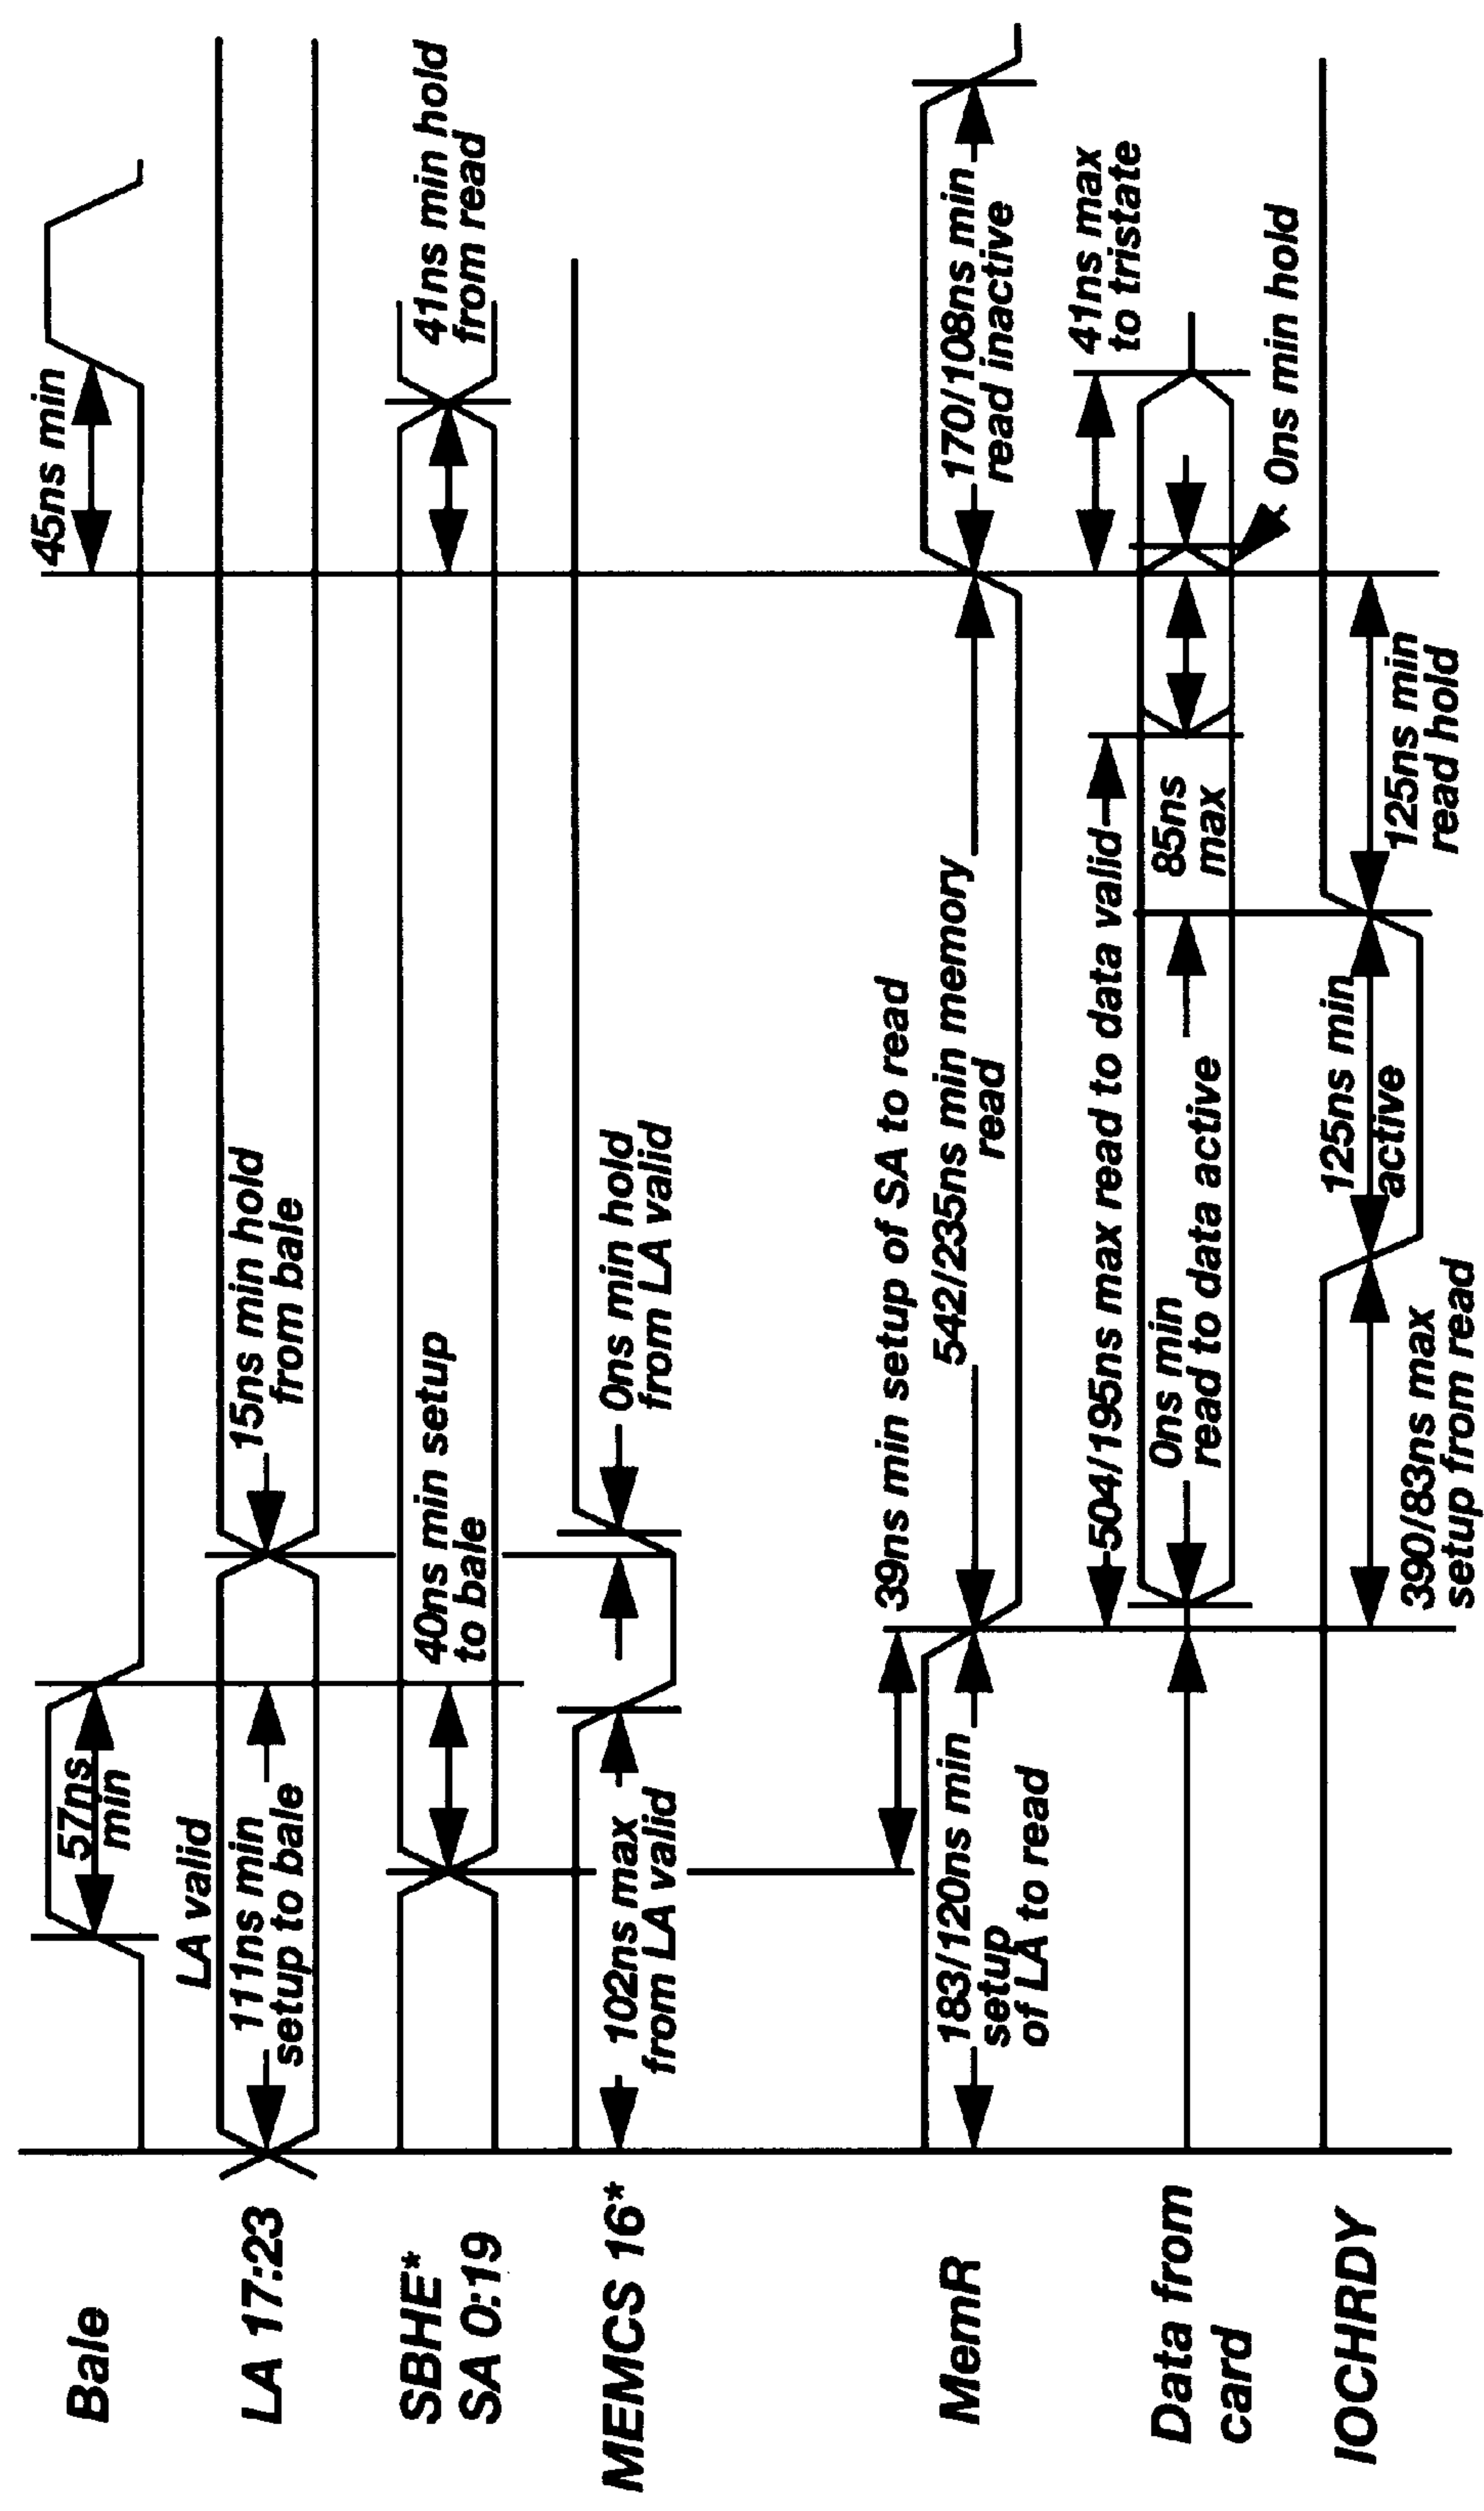 Bale
57ns
min
45ns min
LA 17:23
LA valid
111ns min
setup to bale
15ns min hold
from bale
SBHE*
SA 0:19
40ns min setup
to bale
41ns min hold
from read
MEMCS 16*
102ns max
from LA valid
0ns min hold
from LA valid
39ns min setup of SA to read
MemR
183/120ns min
setup
of LA to read
542/235ns min memory
read
170/108ns min
read inactive
504/195ns max read to data valid
41ns max
to tristate
Data from
card
0ns min
read to data active
85ns
max
0ns min hold
IOCHRDY
390/83ns max
setup from read
125ns min
active
125ns min
read hold